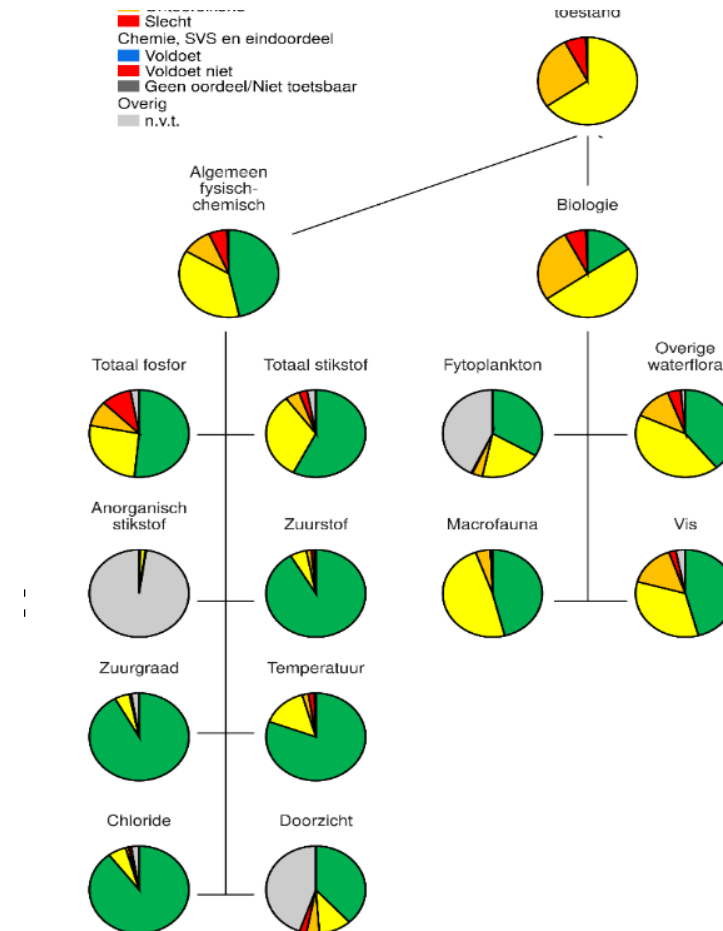 Slecht
Chemie, SVS en eindoordeel
Voldoet
Voldoet niet
Geen oordeel/Niet toetsbaar
Overig
n.v.t.
toestand
Algemeen
fysisch-
chemisch
Biologie
Totaal fosfor
Totaal stikstof
Fytoplankton
Overige
waterflora
Anorganisch
stikstof
Zuurstof
Macrofauna
Vis
Zuurgraad
Temperatuur
Chloride
Doorzicht